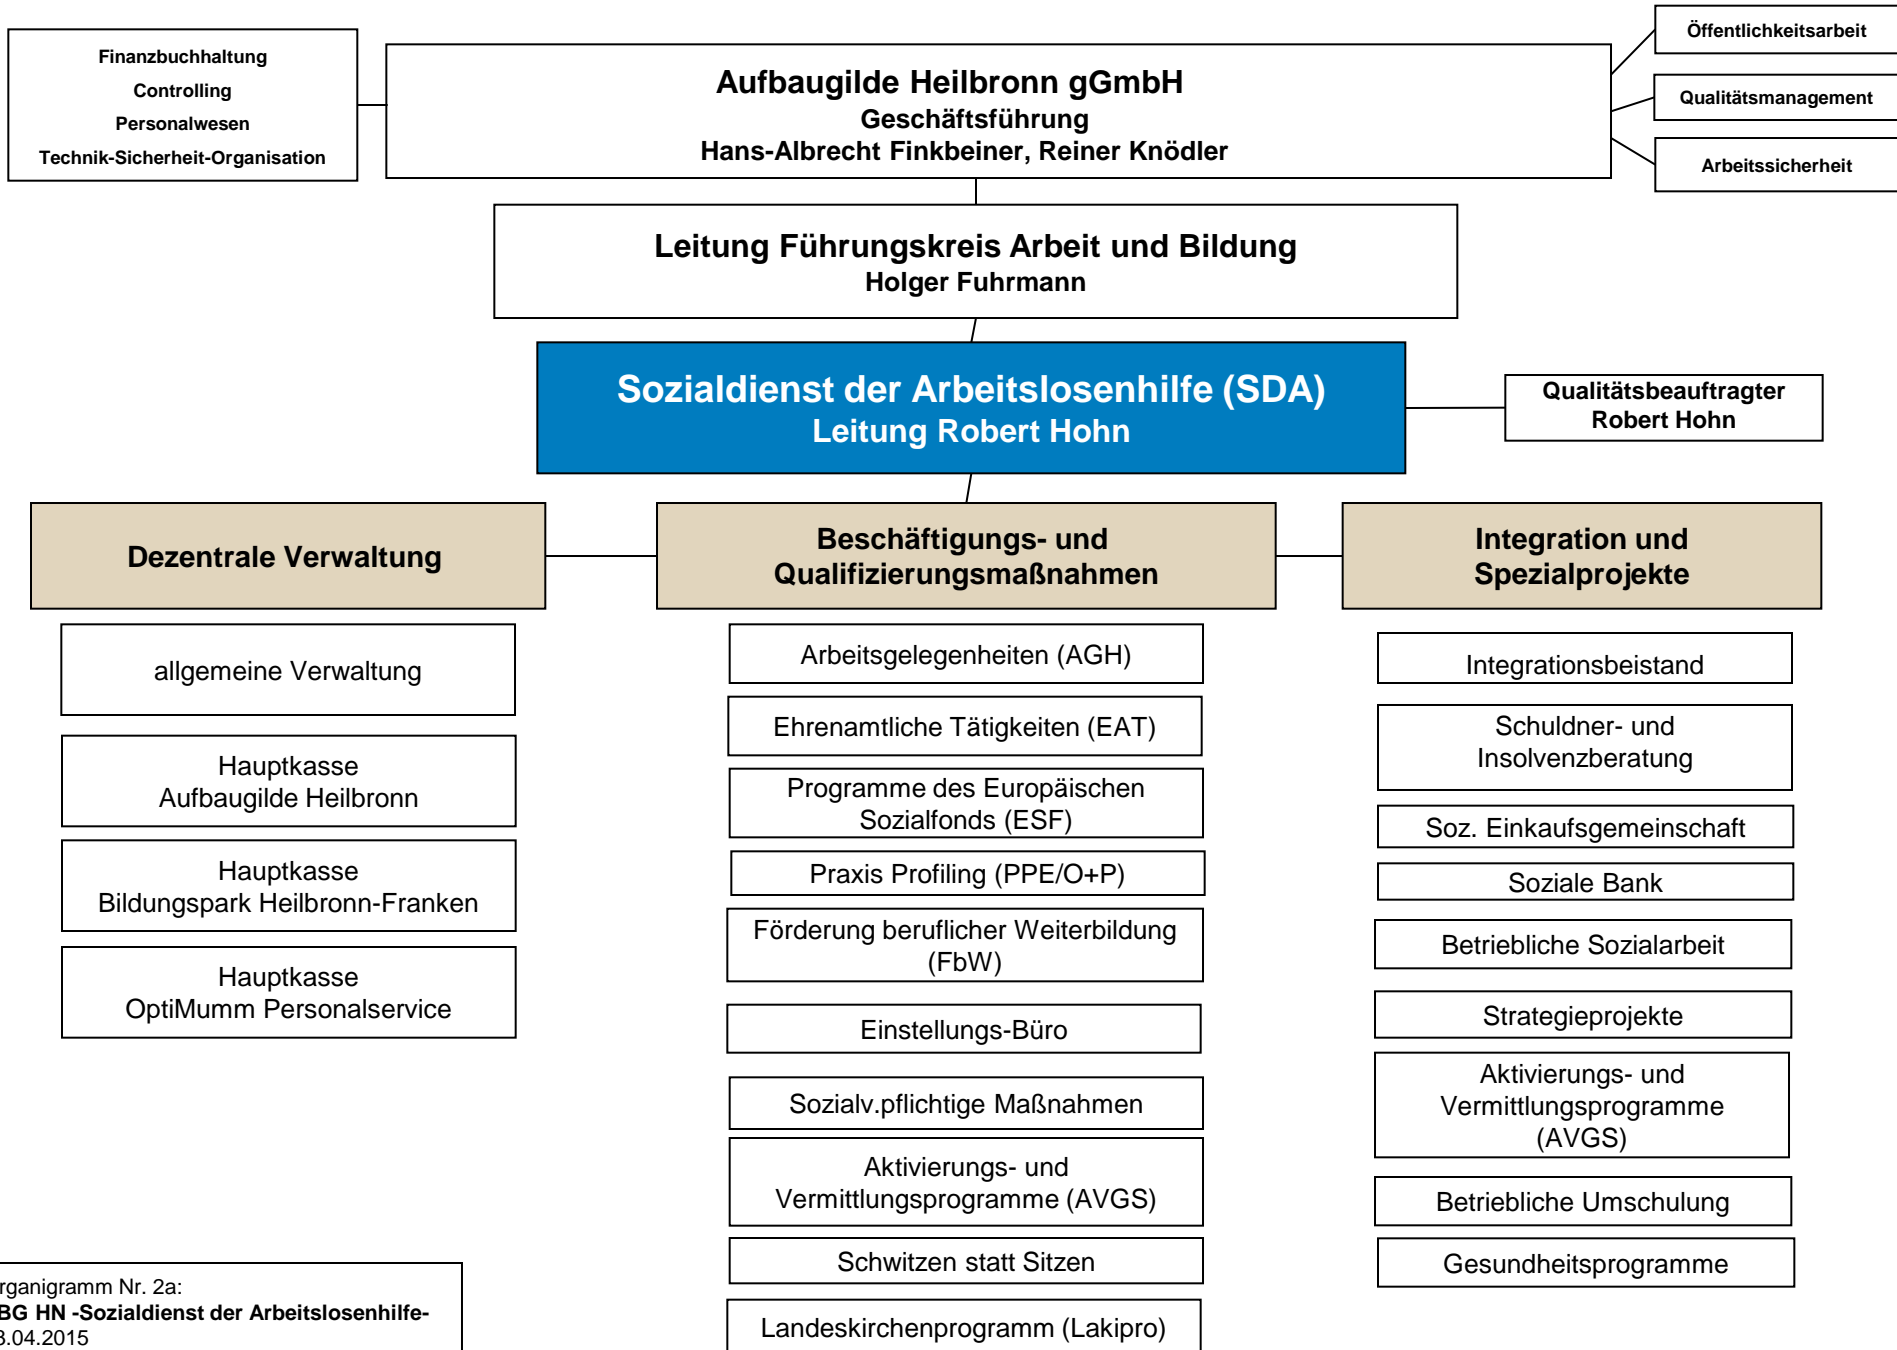 Finanzbuchhaltung
Controlling
Personalwesen
Technik-Sicherheit-Organisation
Aufbaugilde Heilbronn gGmbH
Geschäftsführung
Hans-Albrecht Finkbeiner, Reiner Knödler
Öffentlichkeitsarbeit
Qualitätsmanagement
Arbeitssicherheit
Leitung Führungskreis Arbeit und Bildung
Holger Fuhrmann
Sozialdienst der Arbeitslosenhilfe (SDA)
Leitung Robert Hohn
Qualitätsbeauftragter
Robert Hohn
Dezentrale Verwaltung
allgemeine Verwaltung
Hauptkasse
Aufbaugilde Heilbronn
Hauptkasse
Bildungspark Heilbronn-Franken
Hauptkasse
OptiMumm Personalservice
Beschäftigungs- und
Qualifizierungsmaßnahmen
Arbeitsgelegenheiten (AGH)
Ehrenamtliche Tätigkeiten (EAT)
Programme des Europäischen
Sozialfonds (ESF)
Praxis Profiling (PPE/O+P)
Förderung beruflicher Weiterbildung
(FbW)
Einstellungs-Büro
Sozialv.pflichtige Maßnahmen
Aktivierungs- und
Vermittlungsprogramme (AVGS)
Schwitzen statt Sitzen
Landeskirchenprogramm (Lakipro)
Integration und
Spezialprojekte
Integrationsbeistand
Schuldner- und
Insolvenzberatung
Soz. Einkaufsgemeinschaft
Soziale Bank
Betriebliche Sozialarbeit
Strategieprojekte
Aktivierungs- und
Vermittlungsprogramme
(AVGS)
Betriebliche Umschulung
Gesundheitsprogramme
rganigramm Nr. 2a:
BG HN -Sozialdienst der Arbeitslosenhilfe-
3.04.2015